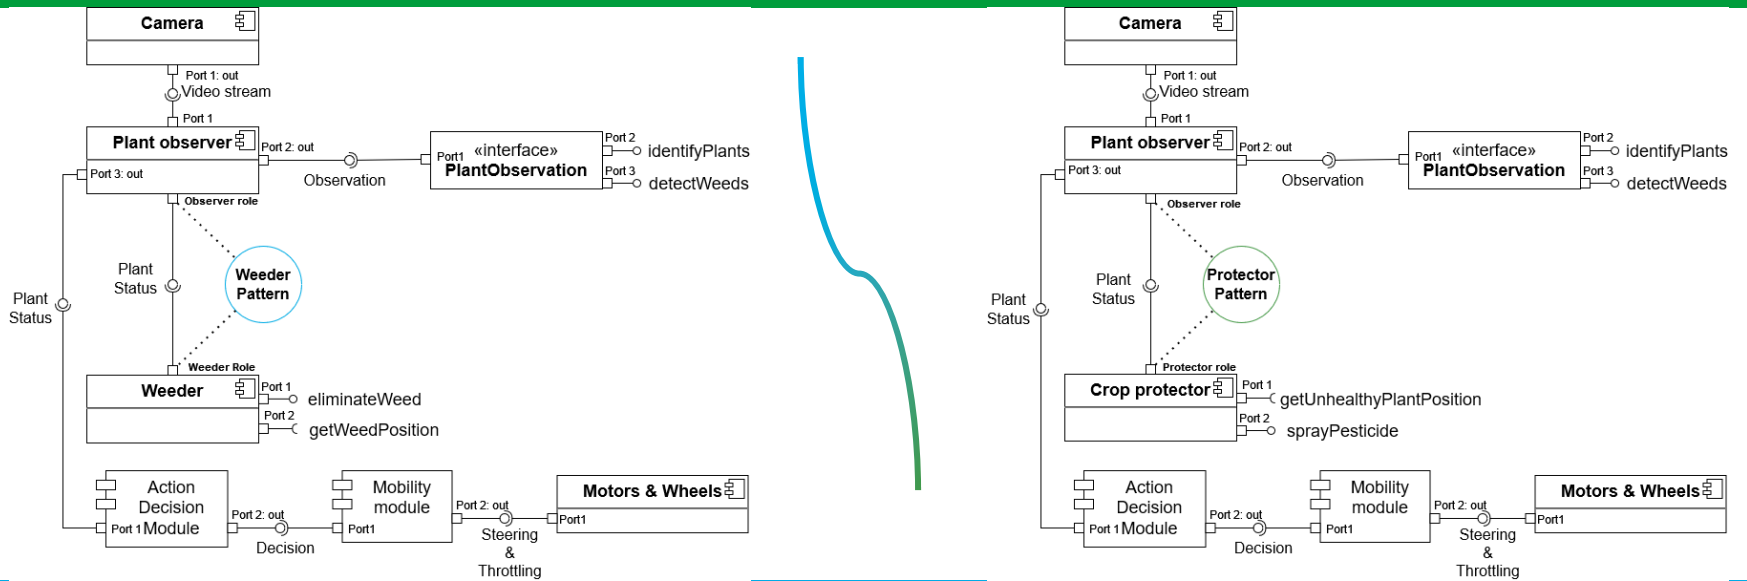 Camera
Port 1: out
Video stream
Port 1
Plant observer
Port 2: out
Port 3: out
Observation
Port1
«interface»
PlantObservation
Port 2
identifyPlants
Port 3
detectWeeds
Observer role
Plant
Status
Weeder
Pattern
Plant
Status
Weeder Role
Weeder
Port 1
eliminateWeed
Port 2
getWeedPosition
Action
Decision
Port 1 Module
Port 2: out
Decision
Mobility
module
Port1
Port 2: out
Steering
&
Throttling
Motors & Wheels
Port1
Camera
Port 1: out
Video stream
Port 1
Plant observer
Port 2: out
Port 3: out
Observation
Port1
«interface»
PlantObservation
Port 2
identifyPlants
Port 3
detectWeeds
Observer role
Plant
Status
Protector
Pattern
Plant
Status
Protector role
Crop protector
Port 1
getUnhealthyPlantPosition
Port 2
sprayPesticide
Action
Decision
Port 1 Module
Port 2: out
Decision
Mobility
module
Port1
Port 2: out
Steering
&
Throttling
Motors & Wheels
Port1